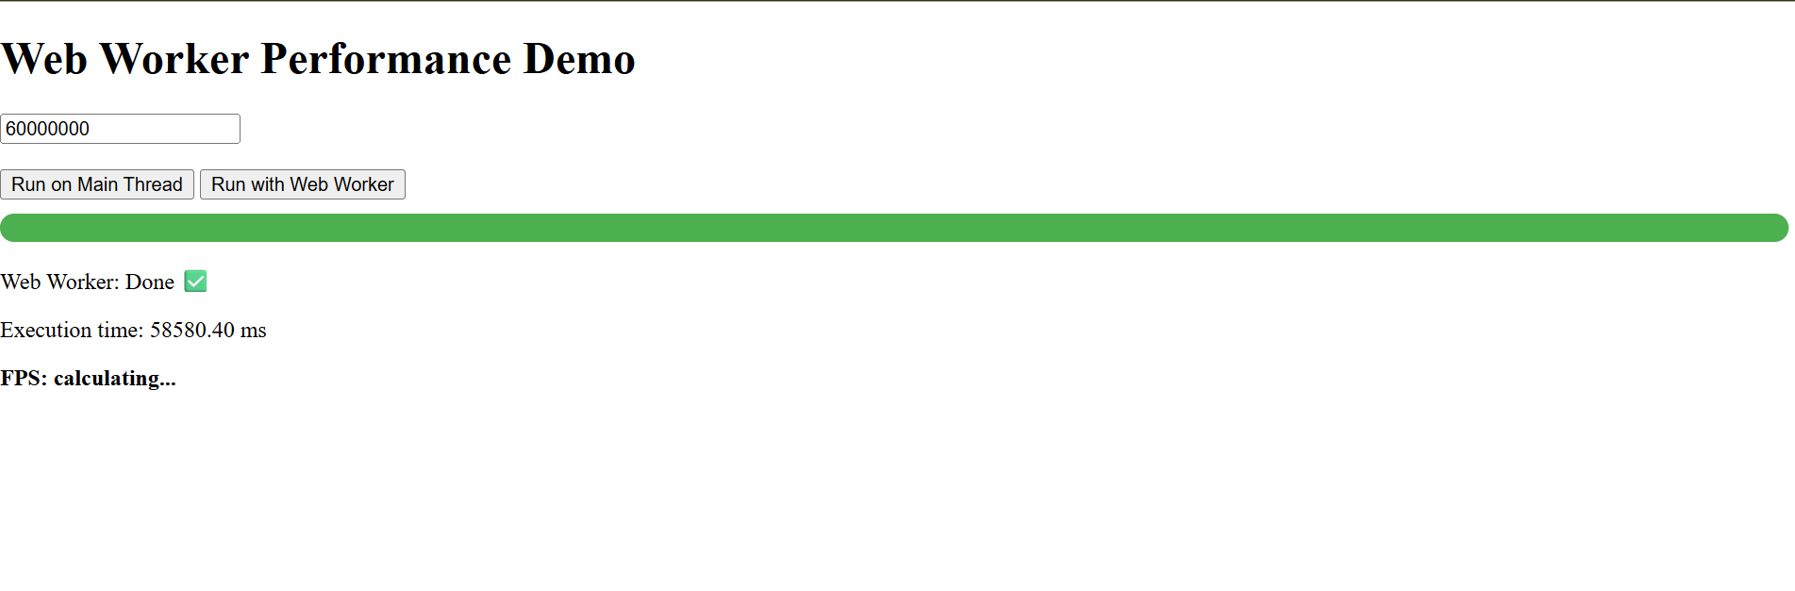 Web Worker Performance Demo
60000000
Run on Main Thread Run with Web Worker
Web Worker: Done ✅
Execution time: 58580.40 ms
FPS: calculating...